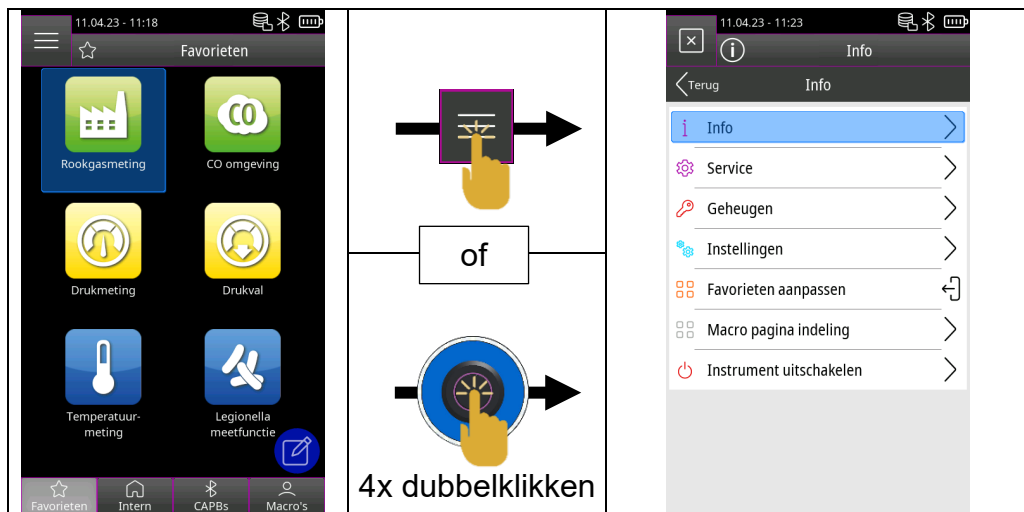 11.04.23 - 11:18
Favorieten
Rookgasmeting
CO
CO omgeving
Drukmeting
Drukval
Temperatuur-
meting
Legionella
meetfunctie
Favorieten
Intern
CAPBs
Macro's
of
4x dubbelklikken
11.04.23 - 11:23
Info
Terug
Info
Info
Service
Geheugen
Instellingen
Favorieten aanpassen
Macro pagina indeling
Instrument uitschakelen